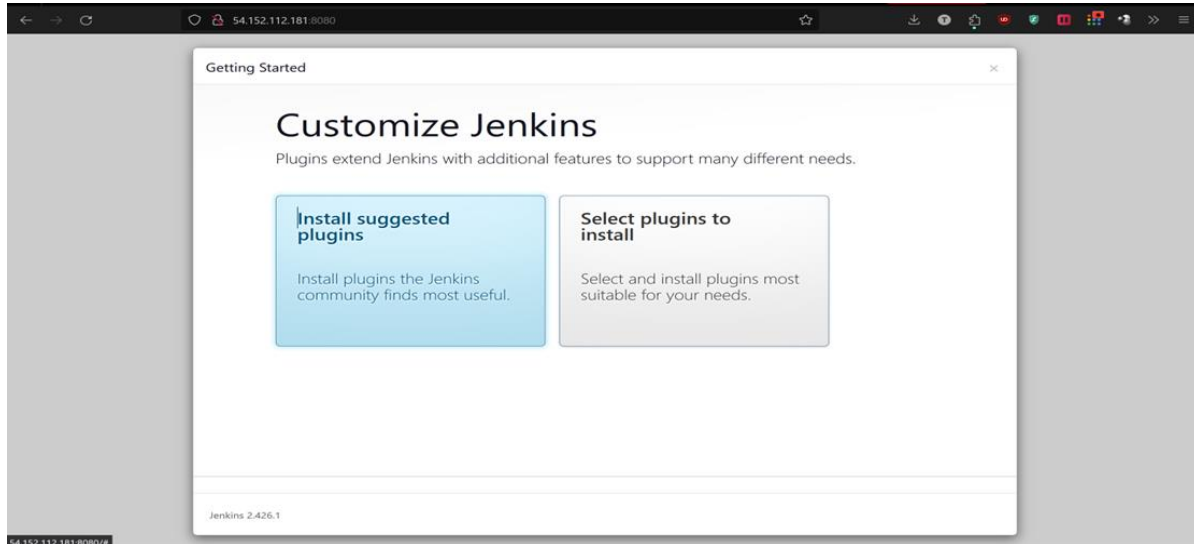 54.152.112.181:8080
Getting Started
Customize Jenkins
Plugins extend Jenkins with additional features to support many different needs.
Install suggested
plugins
Install plugins the Jenkins
community finds most useful.
Select plugins to
install
Select and install plugins most
suitable for your needs.
Jenkins 2.426.1
54.152.112.181:8080/#